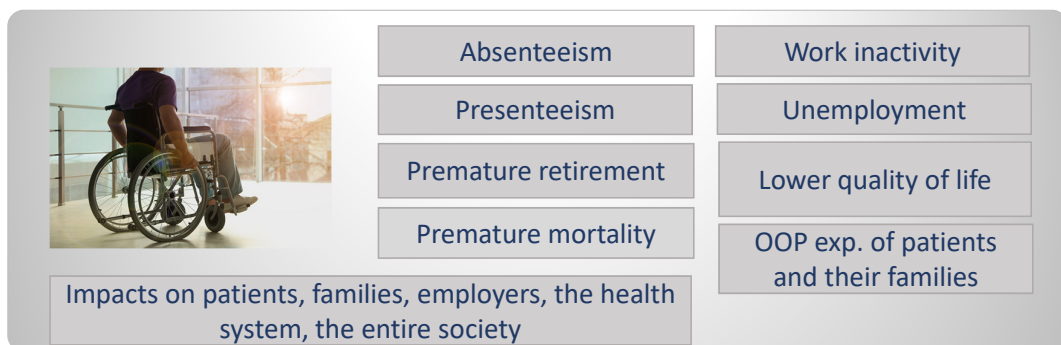 Absenteeism
Presenteeism
Premature retirement
Premature mortality
Work inactivity
Unemployment
Lower quality of life
OOP exp. of patients
and their families
Impacts on patients, families, employers, the health
system, the entire society